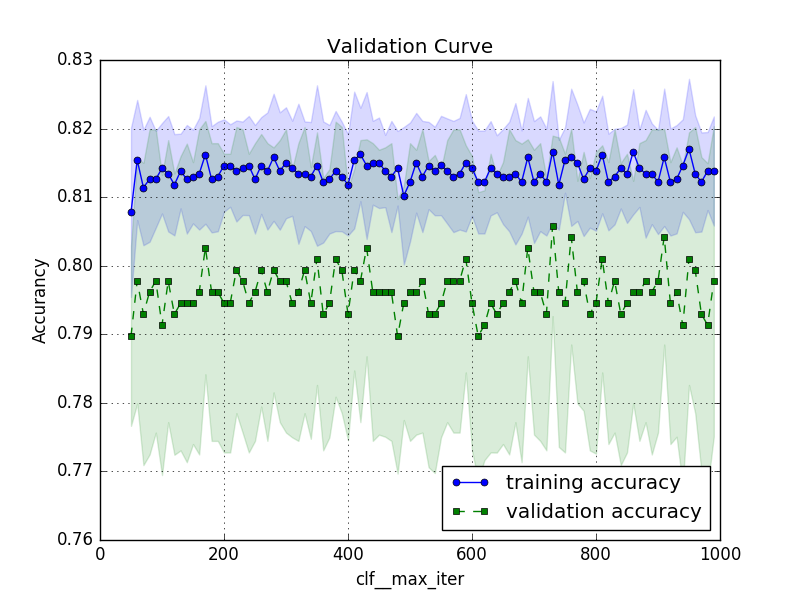 Validation Curve
0.83
0.82
0.81
0.80
0.79
0.78
0.77
0.76
Accurancy
training accuracy
validation accuracy
0 200 400 600 800 1000
clf__max_iter